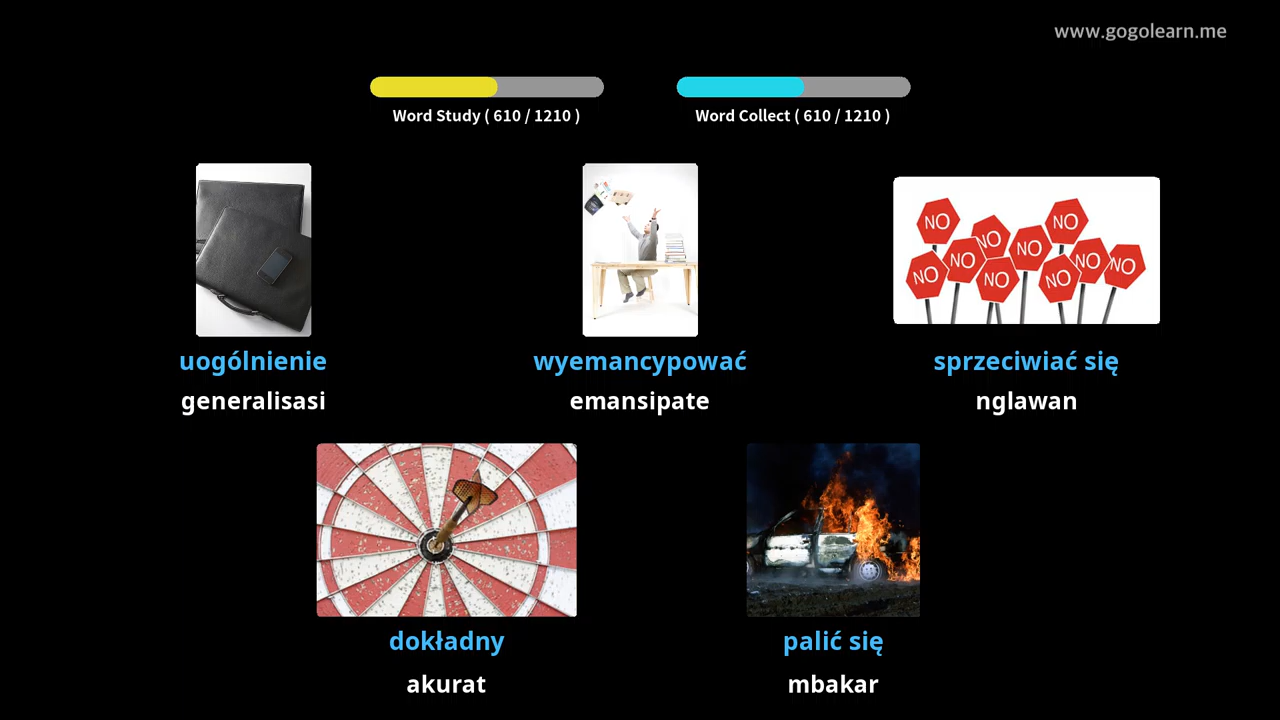 www.gogolearn.me
Word Study ( 610 / 1210 )
Word Collect ( 610 / 1210 )
NO NO NO NO NO NO NO NO NO NO
uogólnienie
generalisasi
wyemancypować
emansipate
sprzeciwiać się
nglawan
dokładny
akurat
palić się
mbakar